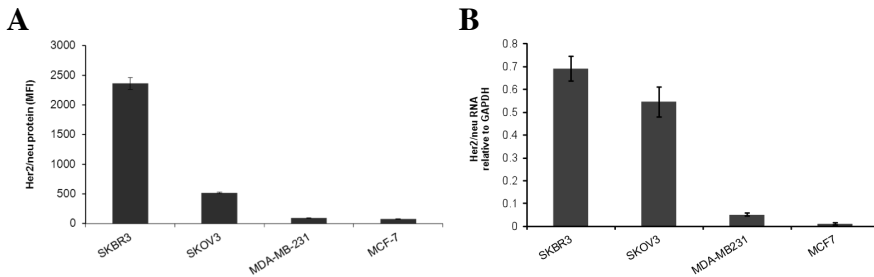 A
Her2/neu protein (MFI)
3000
2500
2000
1500
1000
500
0
SKBR3
SKOV3
MDA-MB-231
MCF-7
B
Her2/neu RNA
relative to GAPDH
0.8
0.7
0.6
0.5
0.4
0.3
0.2
0.1
0
SKBR3
SKOV3
MDA-MB231
MCF7